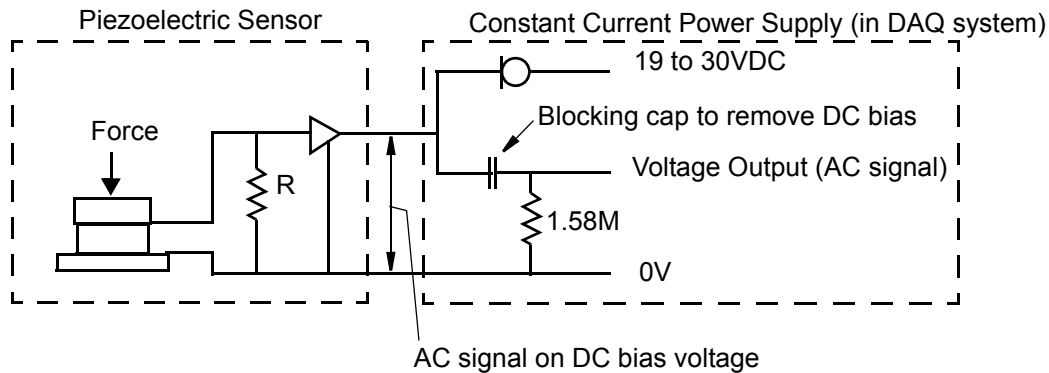 Piezoelectric Sensor
Constant Current Power Supply (in DAQ system)
19 to 30VDC
Force
Blocking cap to remove DC bias
R
Voltage Output (AC signal)
1.58M
0V
AC signal on DC bias voltage